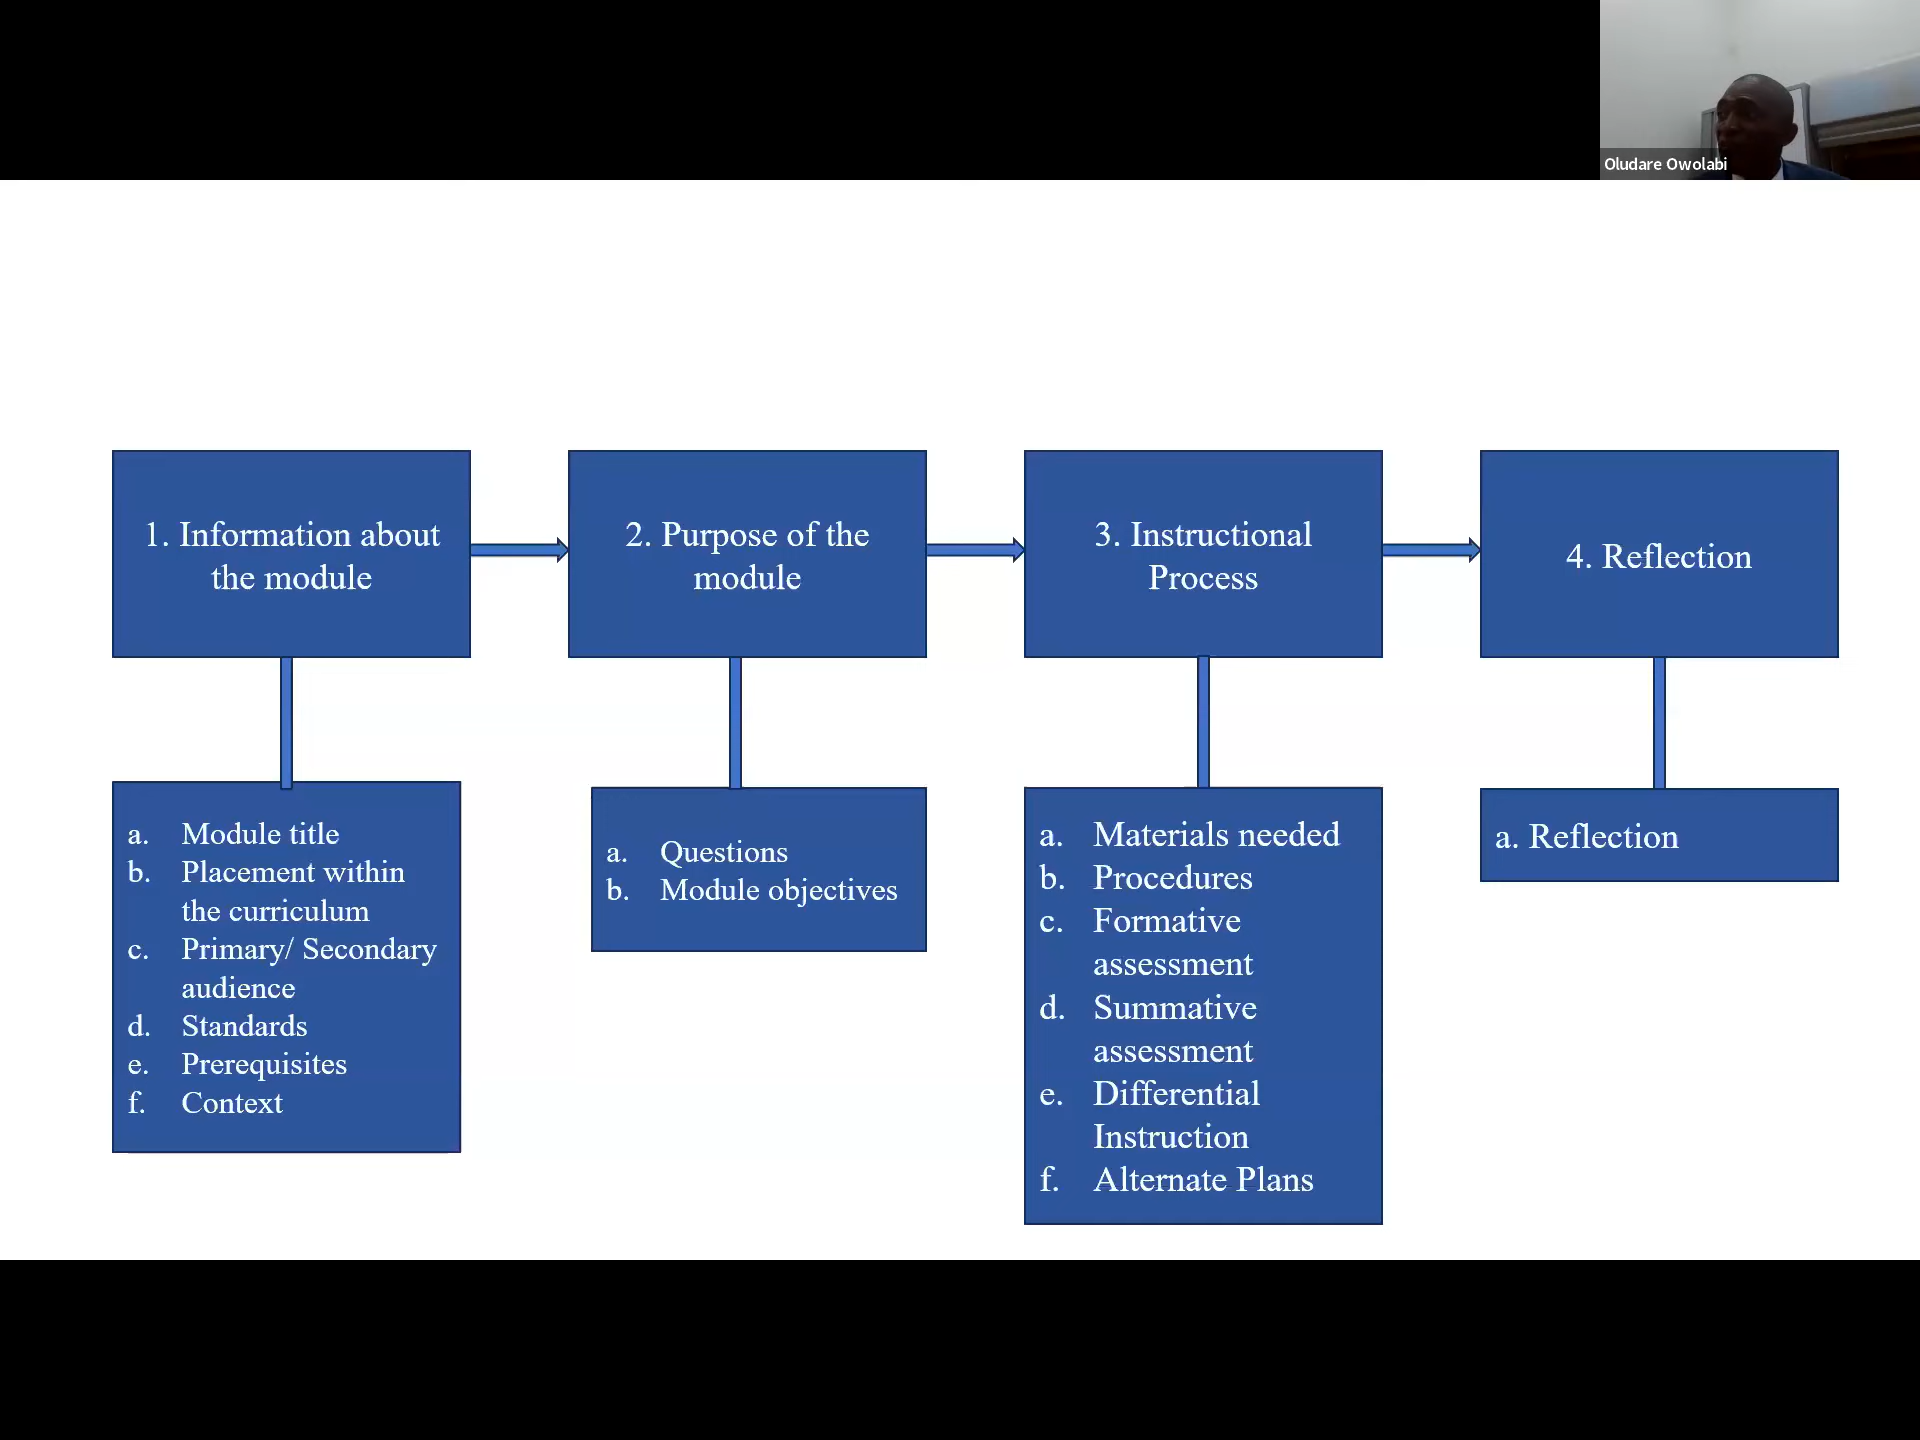 Oludare Owolabi
1. Information about
the module
2. Purpose of the
module
3. Instructional
Process
4. Reflection
a. Module title
b. Placement within
the curriculum
c. Primary/ Secondary
audience
d. Standards
e. Prerequisites
f. Context
a. Questions
b. Module objectives
a. Materials needed
b. Procedures
c. Formative
assessment
d. Summative
assessment
e. Differential
Instruction
f. Alternate Plans
a. Reflection